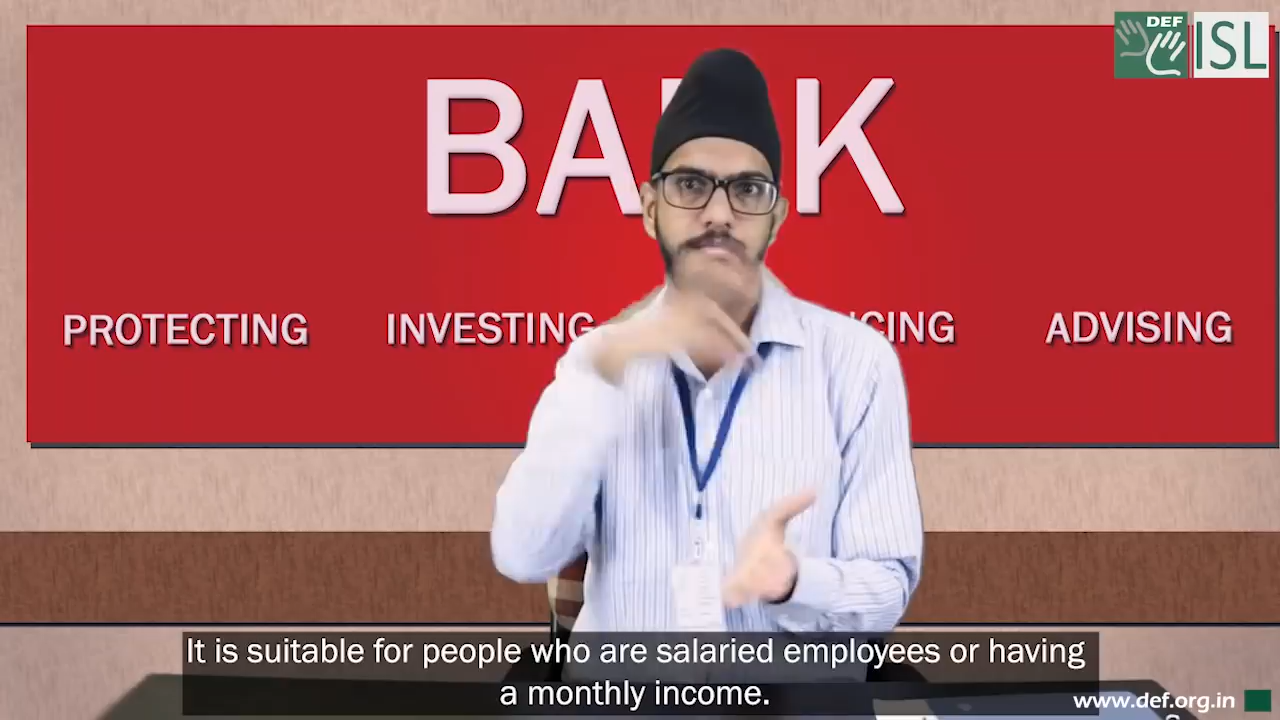 DEF
ISL
BA K
PROTECTING INVESTING CING ADVISING
It is suitable for people who are salaried employees or having
a monthly income.
www.def.org.in